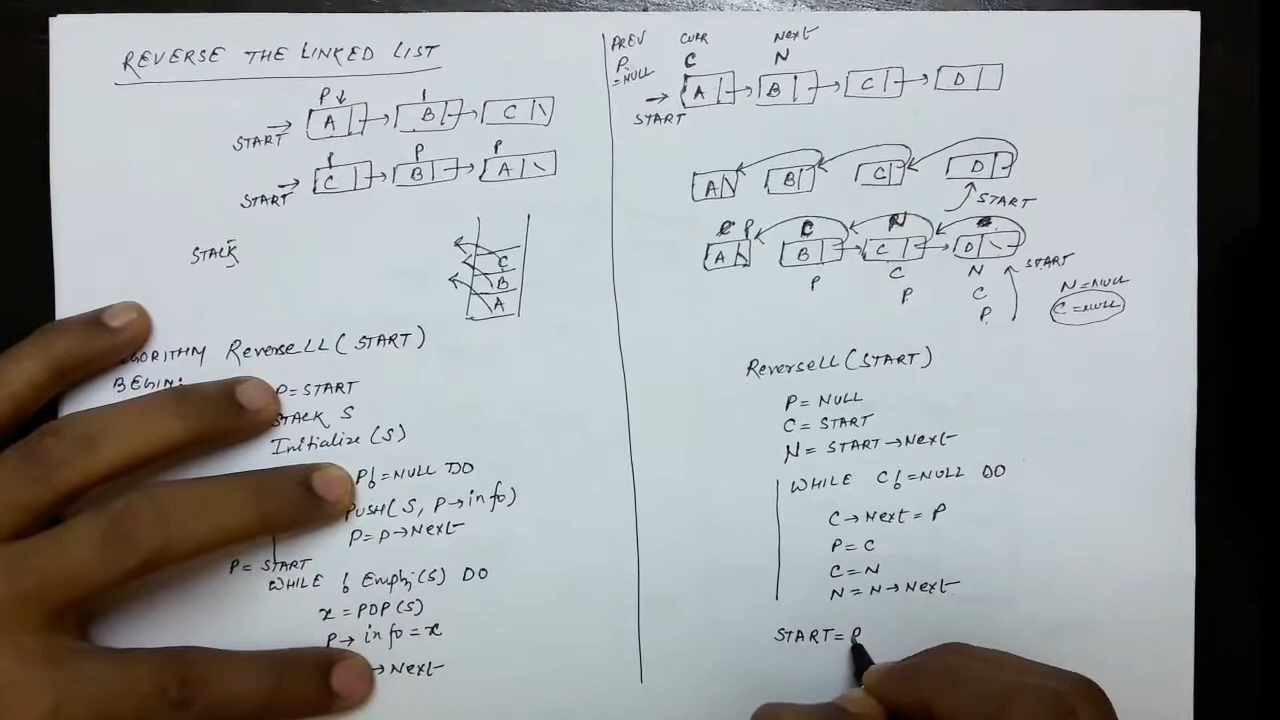 REVERSE THE LINKED LIST
P
START A B C
P P P
START C B A
STACK
C
B
A
ALGORITHM ReverseLL(START)
BEGIN:
P=START
STACK S
Initialize(S)
P!=NULL DO
PUSH(S, P→info)
P=P→Next
P=START
WHILE ! Empty(S) DO
x=POP(S)
P→info=x
→Next
PREV CURR Next
P C N
=NULL
A B C D
START
A B C D
START
C P C N
A B C D
START
P C N
P C
P
N=NULL
C=NULL
ReverseLL(START)
P=NULL
C=START
N=START→Next
WHILE C!=NULL DO
C→Next=P
P=C
C=N
N=N→Next
START=P